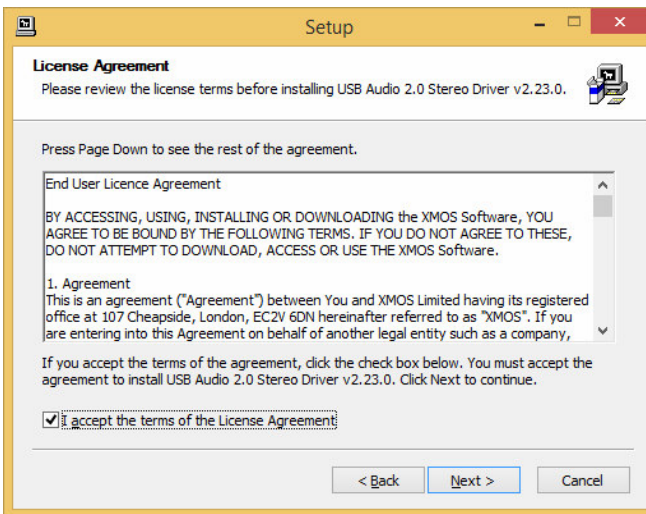 Setup
License Agreement
Please review the license terms before installing USB Audio 2.0 Stereo Driver v2.23.0.
Press Page Down to see the rest of the agreement.
End User Licence Agreement
BY ACCESSING, USING, INSTALLING OR DOWNLOADING the XMOS Software, YOU
AGREE TO BE BOUND BY THE FOLLOWING TERMS. IF YOU DO NOT AGREE TO THESE,
DO NOT ATTEMPT TO DOWNLOAD, ACCESS OR USE THE XMOS Software.
1. Agreement
This is an agreement ("Agreement") between You and XMOS Limited having its registered
office at 107 Cheapside, London, EC2V 6DN hereinafter referred to as "XMOS". If you
are entering into this Agreement on behalf of another legal entity such as a company,
If you accept the terms of the agreement, click the check box below. You must accept the
agreement to install USB Audio 2.0 Stereo Driver v2.23.0. Click Next to continue.
I accept the terms of the License Agreement
< Back Next > Cancel